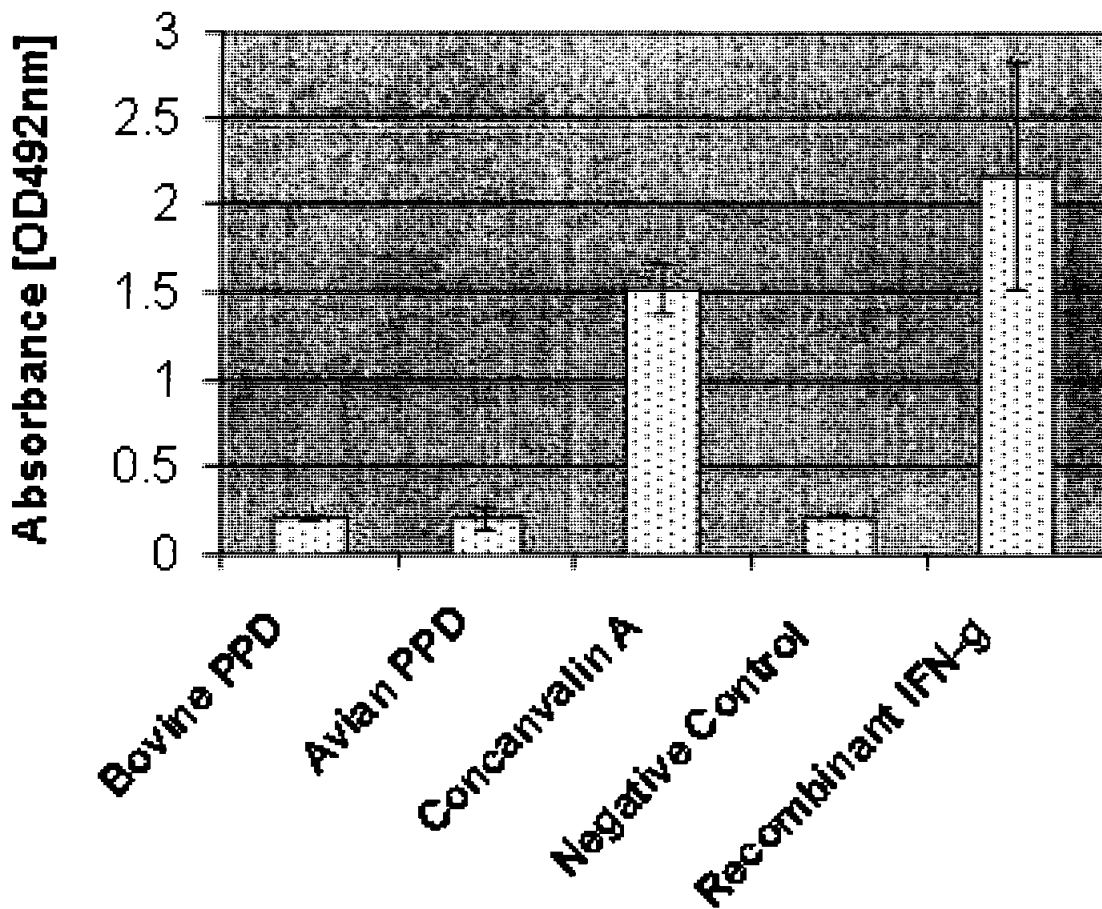 Absorbance [OD492nm]
3
2.5
2
1.5
1
0.5
0
Bovine PPD
Avian PPD
Concanvalin A
Negative Control
Recombinant IFN-g